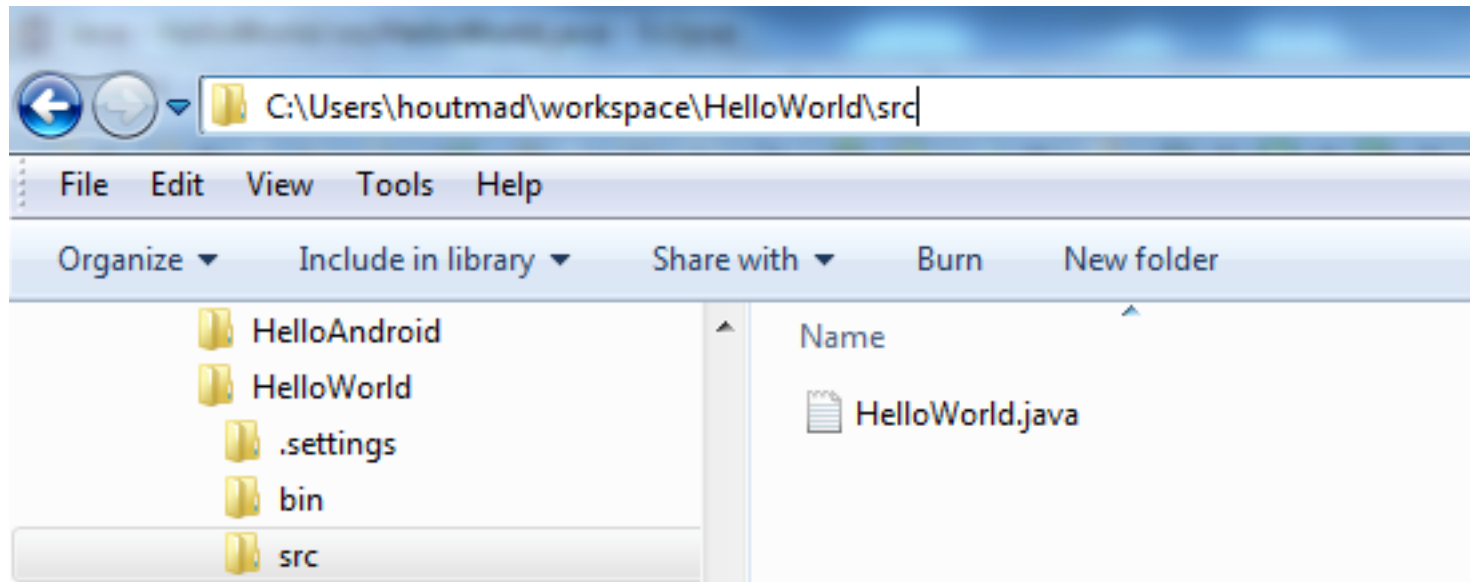 C:\Users\houtmad\workspace\HelloWorld\src
File Edit View Tools Help
Organize Include in library Share with Burn New folder
HelloAndroid
HelloWorld
.settings
bin
src
Name
HelloWorld.java